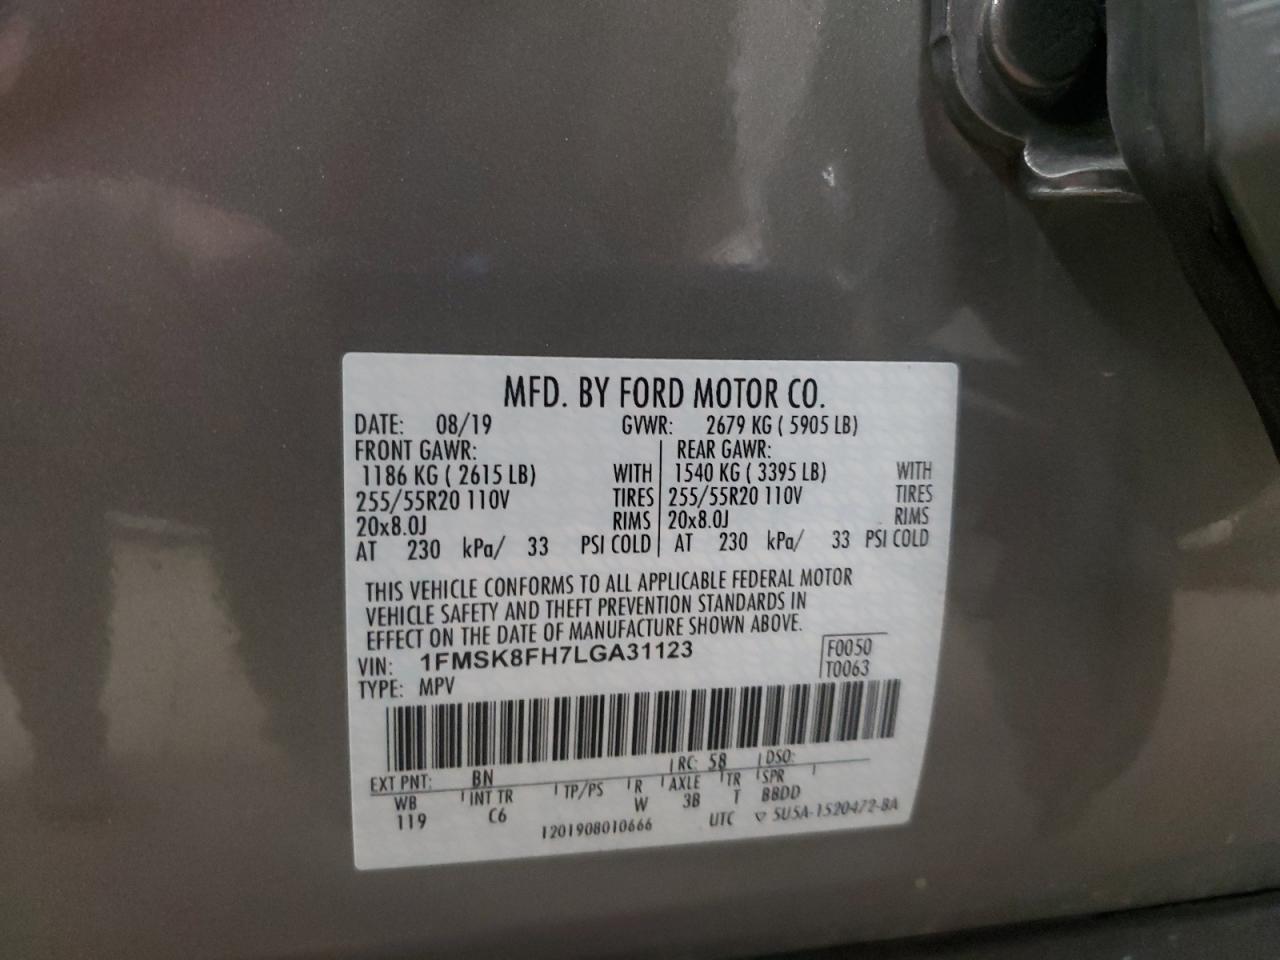 MFD. BY FORD MOTOR CO.
DATE: 08/19 GVWR: 2679 KG ( 5905 LB)
FRONT GAWR: REAR GAWR:
1186 KG ( 2615 LB) WITH 1540 KG ( 3395 LB) WITH
255/55R20 110V TIRES 255/55R20 110V TIRES
20x8.0J RIMS 20x8.0J RIMS
AT 230 kPa/ 33 PSI COLD AT 230 kPa/ 33 PSI COLD
THIS VEHICLE CONFORMS TO ALL APPLICABLE FEDERAL MOTOR
VEHICLE SAFETY AND THEFT PREVENTION STANDARDS IN
EFFECT ON THE DATE OF MANUFACTURE SHOWN ABOVE.
VIN: 1FMSK8FH7LGA31123 F0050
TYPE: MPV T0063
EXT PNT: BN RC: 58 DSO:
WB INT TR TP/PS R AXLE TR SPR
119 C6 W 3B T BBDD
1201908010666 UTC 5U5A-1520472-BA